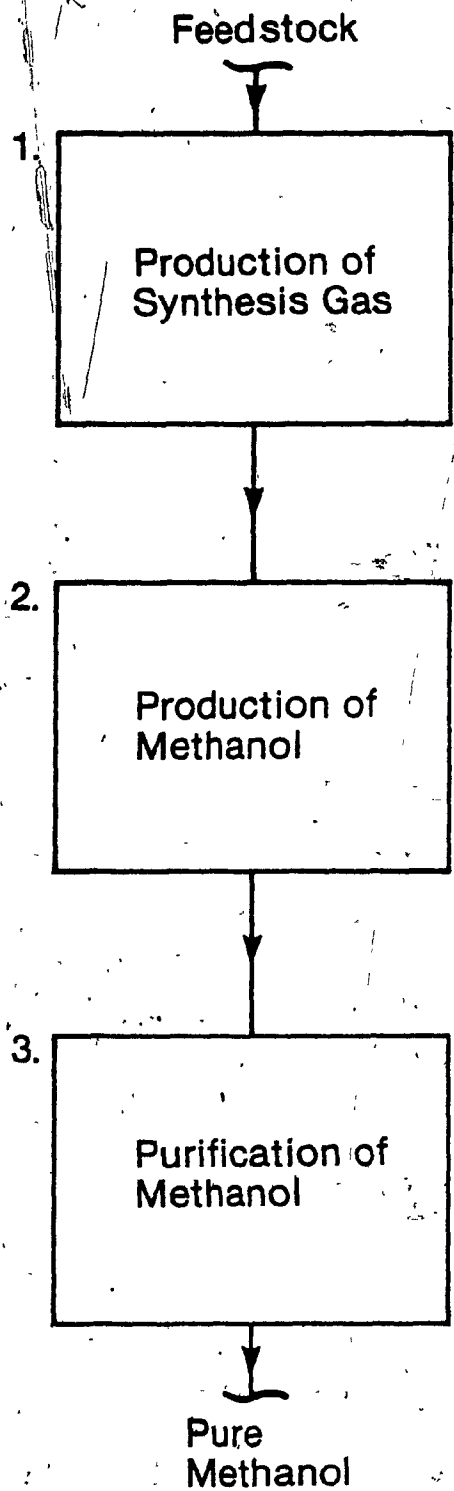 Feedstock
1.
Production of
Synthesis Gas
2.
Production of
Methanol
3.
Purification of
Methanol
Pure
Methanol